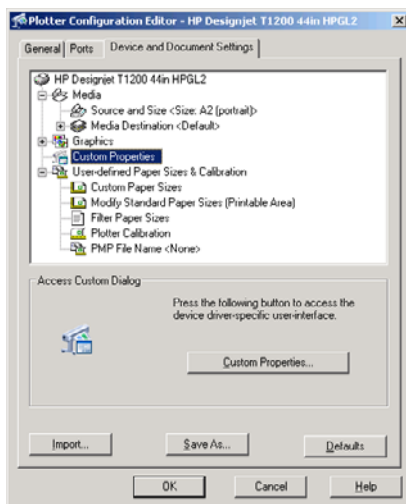 Plotter Configuration Editor - HP Designjet T1200 44in HPGL2
General Ports Device and Document Settings
HP Designjet T1200 44in HPGL2
Media
Source and Size <Size: A2 (portrait)>
Media Destination <Default>
Graphics
Custom Properties
User-defined Paper Sizes & Calibration
Custom Paper Sizes
Modify Standard Paper Sizes (Printable Area)
Filter Paper Sizes
Plotter Calibration
PMP File Name <None>
Access Custom Dialog
Press the following button to access the
device driver-specific user-interface.
Custom Properties...
Import... Save As... Defaults
OK Cancel Help